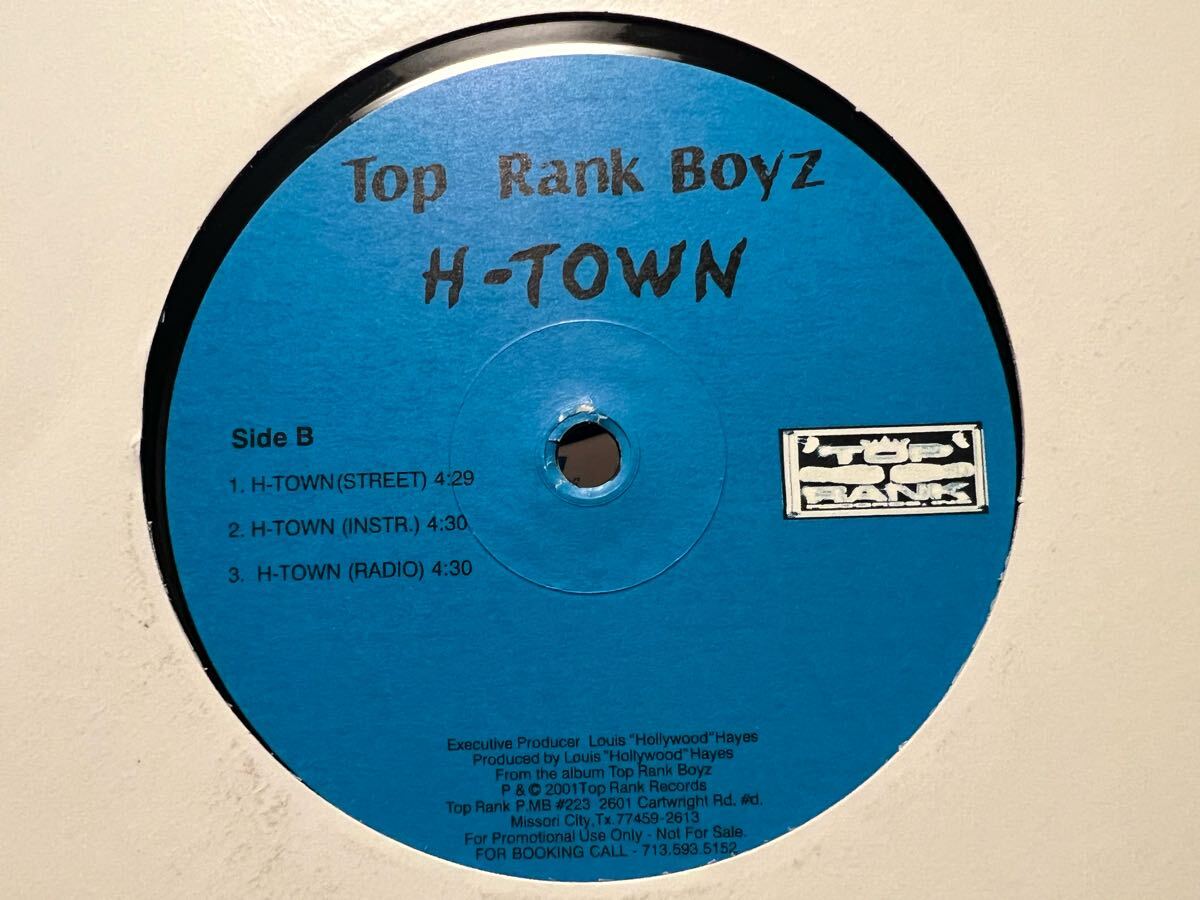 Top Rank Boyz
H-TOWN
Side B
1. H-TOWN (STREET) 4:29
2. H-TOWN (INSTR.) 4:30
3. H-TOWN (RADIO) 4:30
TOP
RANK
Executive Producer Louis "Hollywood" Hayes
Produced by Louis "Hollywood" Hayes
From the album Top Rank Boyz
P & © 2001 Top Rank Records
Top Rank P.MB #223 2601 Cartwright Rd. #d.
Missori City, Tx. 77459-2613
For Promotional Use Only - Not For Sale.
FOR BOOKING CALL - 713.593.5152